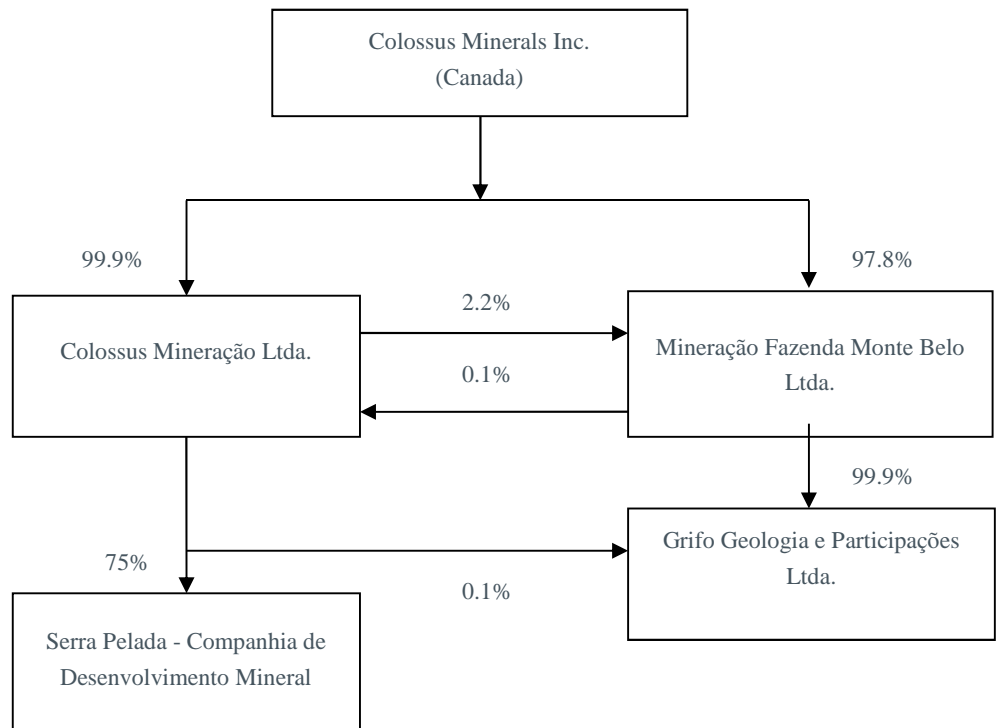 Colossus Minerals Inc.
(Canada)
99.9%
97.8%
2.2%
Colossus Mineração Ltda.
Mineração Fazenda Monte Belo
Ltda.
0.1%
99.9%
Grifo Geologia e Participações
Ltda.
75%
0.1%
Serra Pelada - Companhia de
Desenvolvimento Mineral